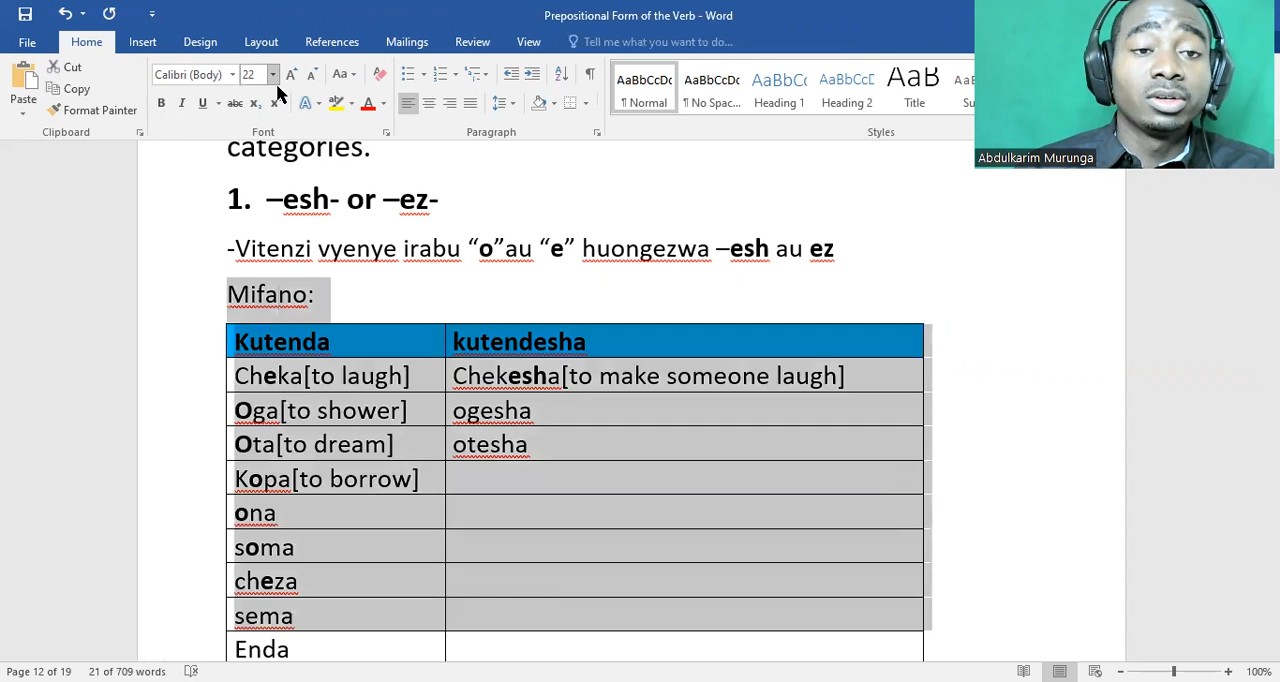 Prepositional Form of the Verb - Word
File Home Insert Design Layout References Mailings Review View Tell me what you want to do...
Cut
Copy
Format Painter
Paste
Clipboard
Calibri (Body) 22
Font
Paragraph
AaBbCcDc AaBbCcDc AaBbC( AaBbCcD AaB
¶ Normal ¶ No Spac... Heading 1 Heading 2 Title
Styles
Abdulkarim Murunga
categories.
1. –esh- or –ez-
-Vitenzi vyenye irabu “o”au “e” huongezwa –esh au ez
Mifano:
Kutenda kutendesha
Cheka[to laugh] Chekesha[to make someone laugh]
Oga[to shower] ogesha
Ota[to dream] otesha
Kopa[to borrow]
ona
soma
cheza
sema
Enda
Page 12 of 19 21 of 709 words 100%